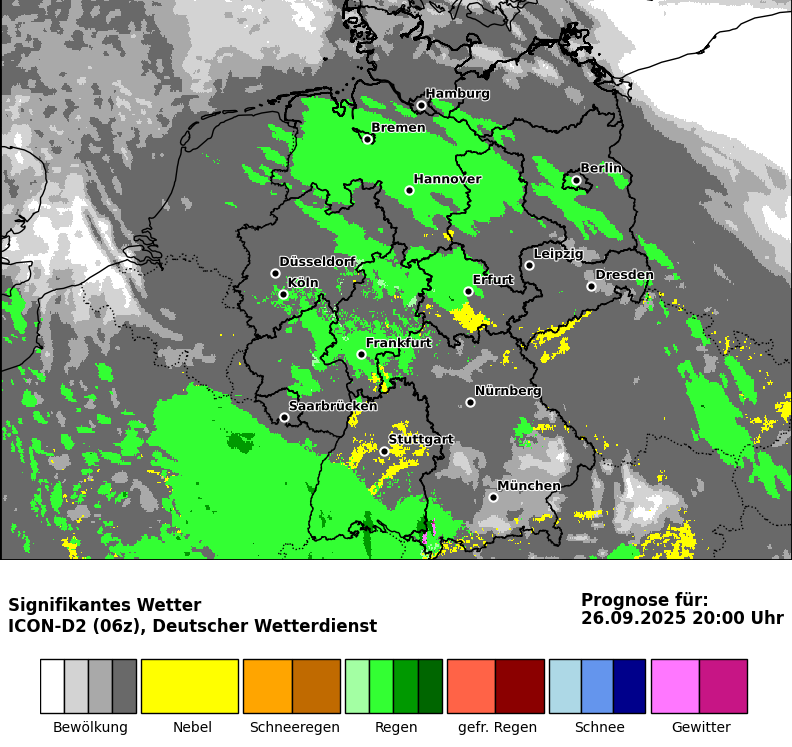 Hamburg
Bremen
Berlin
Hannover
Leipzig
Düsseldorf
Dresden
Köln
Erfurt
Frankfurt
Nürnberg
Saarbrücken
Stuttgart
München
Signifikantes Wetter
ICON-D2 (06z), Deutscher Wetterdienst
Prognose für:
26.09.2025 20:00 Uhr
Bewölkung
Nebel
Schneeregen
Regen
gefr. Regen
Schnee
Gewitter